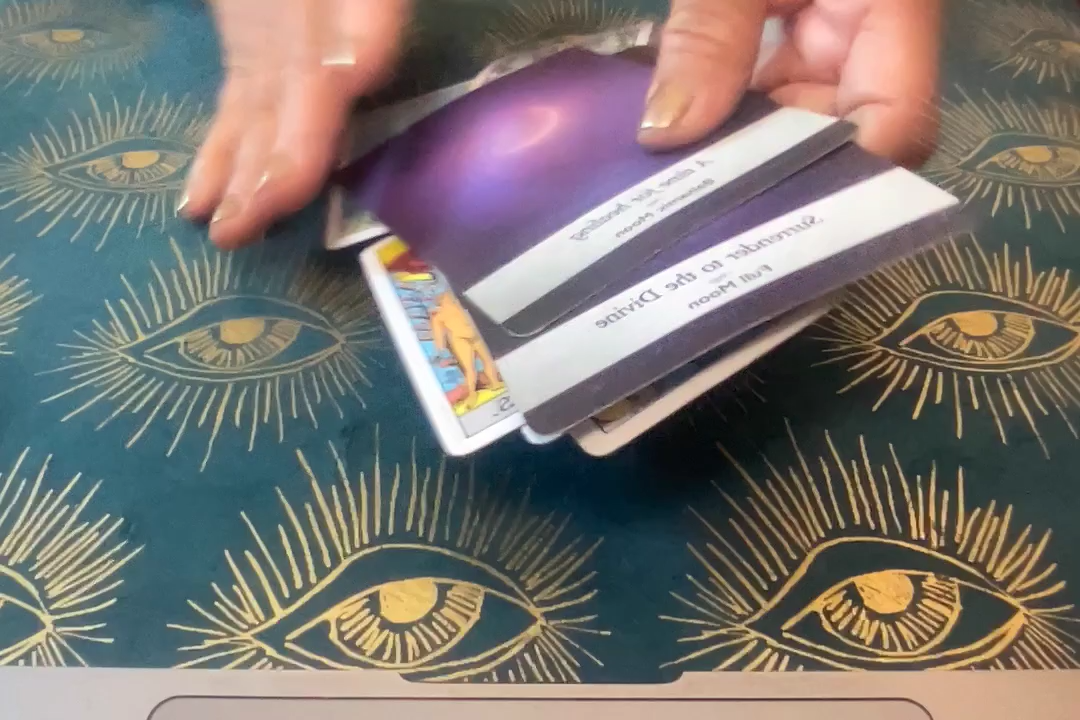 A time for healing
Balsamic Moon
Surrender to the Divine
Full Moon
S.